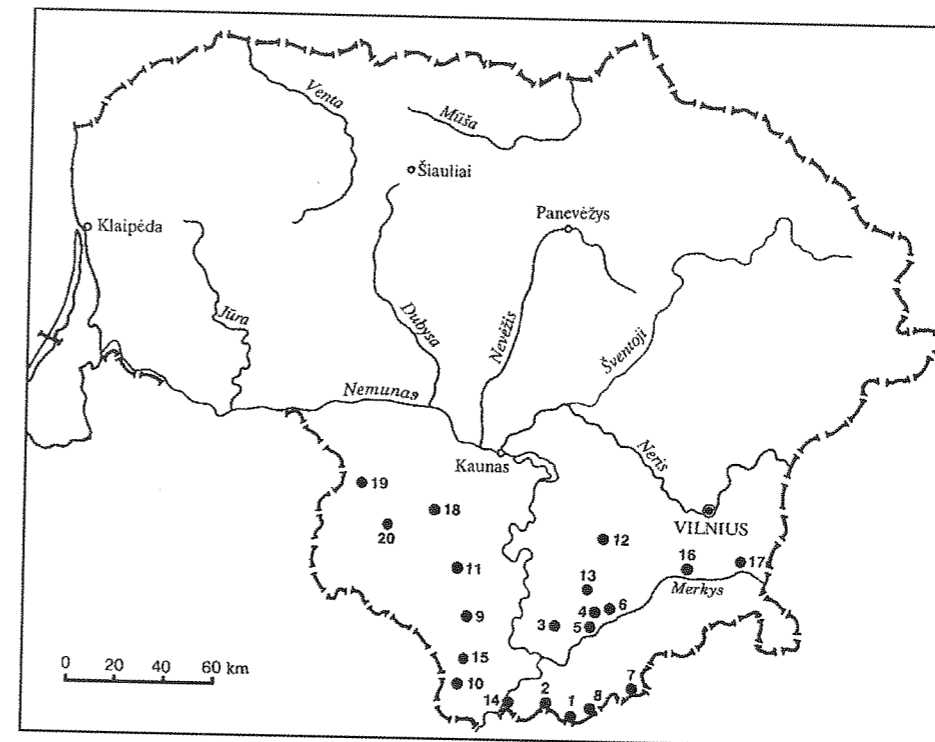 Venta
Mūša
Šiauliai
Klaipėda
Panevėžys
Jūra
Dubysa
Nevėžis
Šventoji
Nemunas
Kaunas
Neris
VILNIUS
19
18
20
12
11
16
17
13
Merkys
4
6
9
3
5
15
10
7
14
2
1
8
0 20 40 60 km